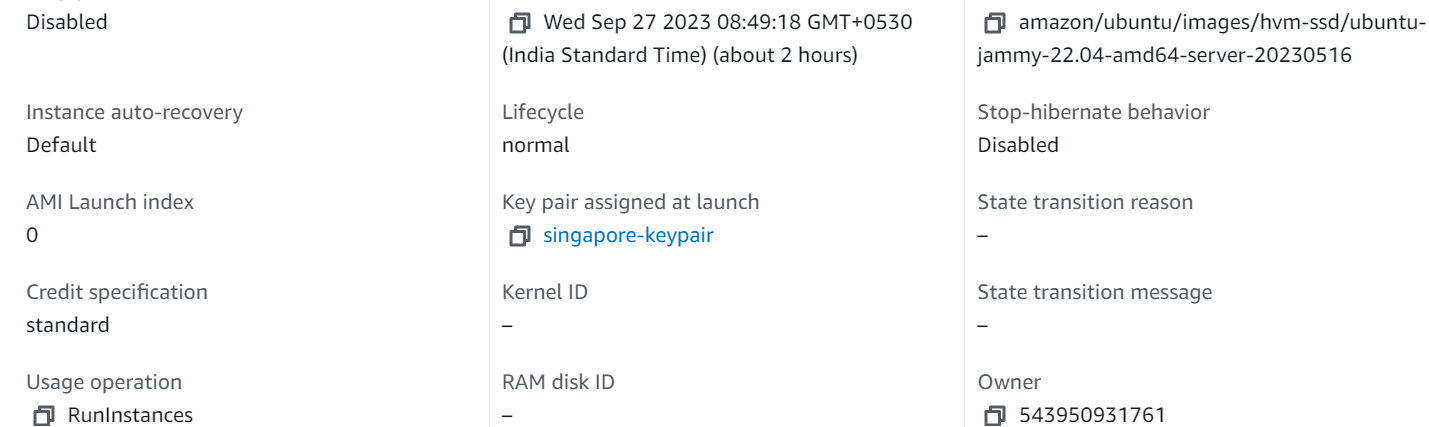 Disabled
Wed Sep 27 2023 08:49:18 GMT+0530
(India Standard Time) (about 2 hours)
amazon/ubuntu/images/hvm-ssd/ubuntu-
jammy-22.04-amd64-server-20230516
Instance auto-recovery
Default
Lifecycle
normal
Stop-hibernate behavior
Disabled
AMI Launch index
0
Key pair assigned at launch
singapore-keypair
State transition reason
–
Credit specification
standard
Kernel ID
–
State transition message
–
Usage operation
RunInstances
RAM disk ID
–
Owner
543950931761